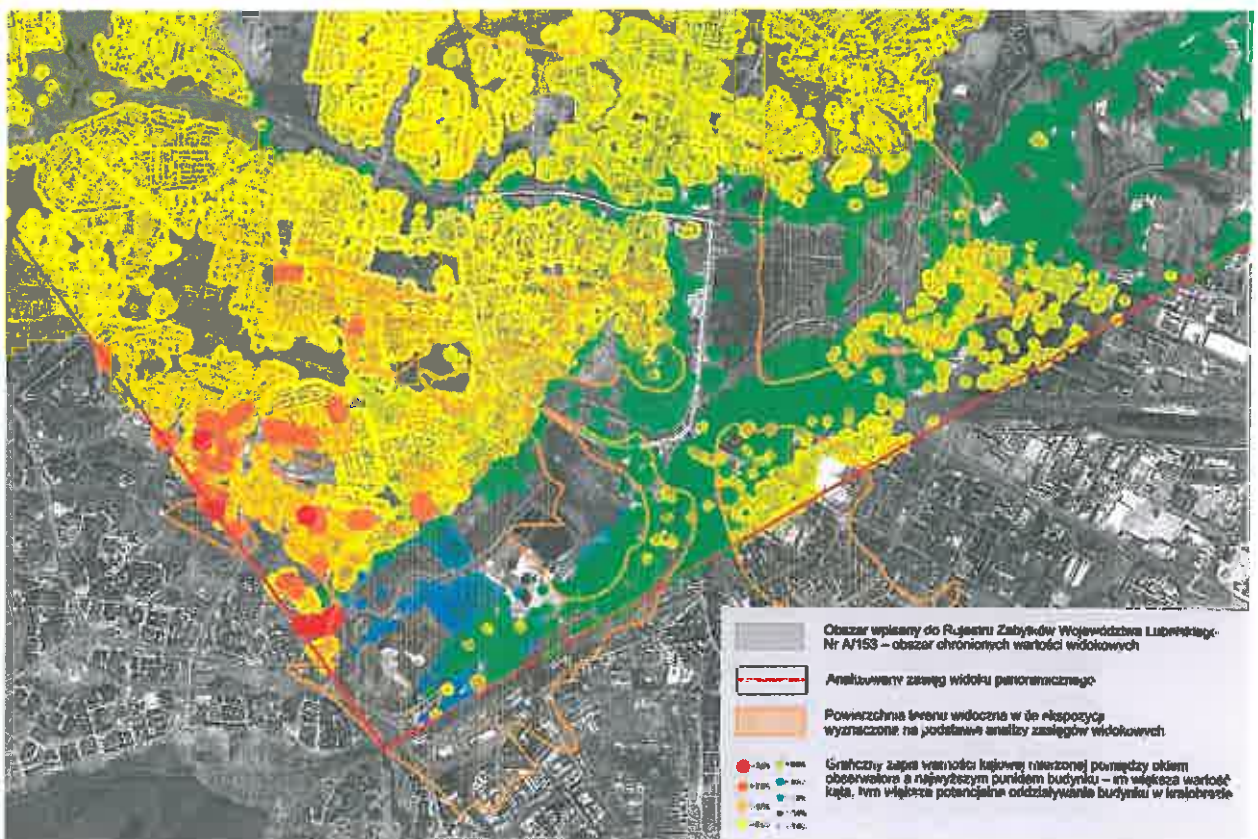 Obszar wpisany do Rejestru Zabytków Województwa Lubelskiego-
Nr A/153 – obszar chronionych wartości widokowych
Analizowany zasięg widoku panoramicznego
Powierzchnia terenu widoczna w ekspozycji
wyznaczone na podstawie analizy zasięgów widokowych
Graficzny zapis wartości kątowej mierzonej pomiędzy okiem
obserwatora a najwyższym punktem budynku – im większa wartość
kąta, tym większe potencjalne oddziaływanie budynku w krajobrazie